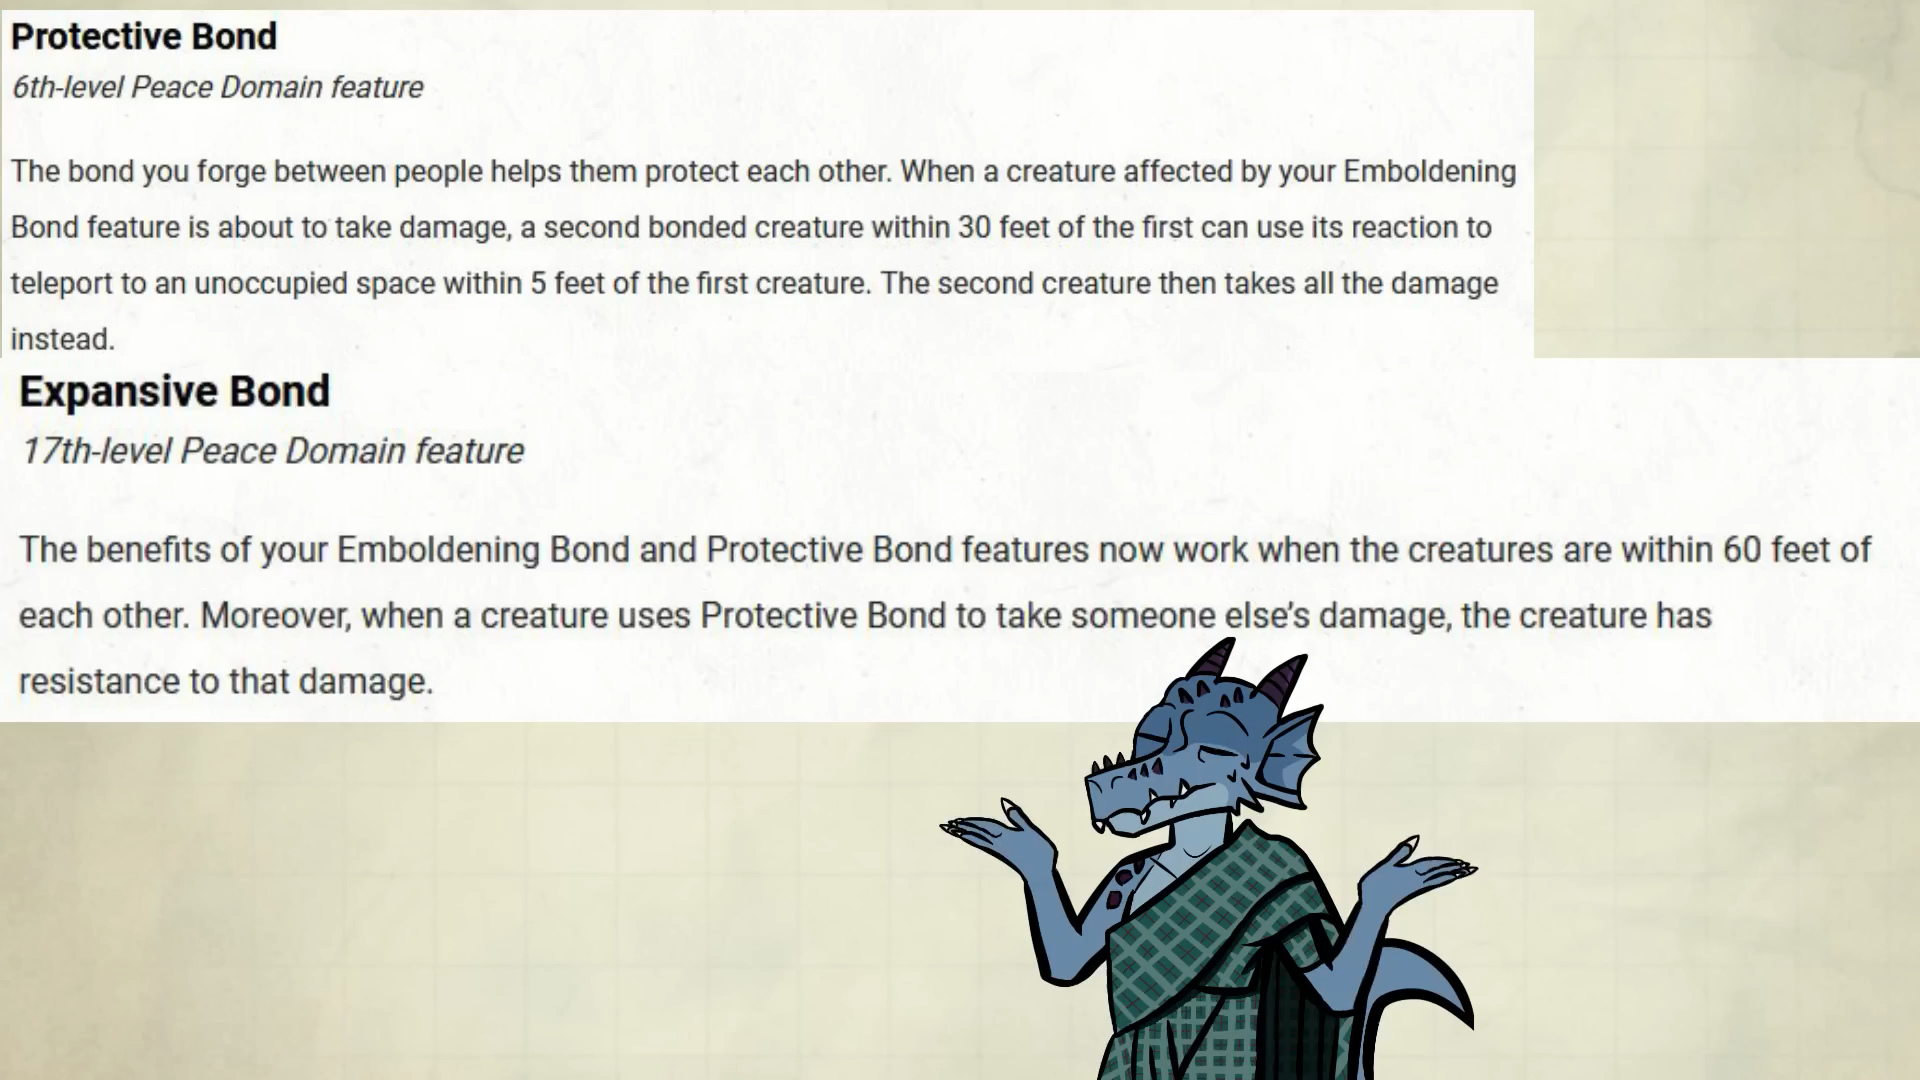 Protective Bond
6th-level Peace Domain feature
The bond you forge between people helps them protect each other. When a creature affected by your Emboldening
Bond feature is about to take damage, a second bonded creature within 30 feet of the first can use its reaction to
teleport to an unoccupied space within 5 feet of the first creature. The second creature then takes all the damage
instead.
Expansive Bond
17th-level Peace Domain feature
The benefits of your Emboldening Bond and Protective Bond features now work when the creatures are within 60 feet of
each other. Moreover, when a creature uses Protective Bond to take someone else’s damage, the creature has
resistance to that damage.